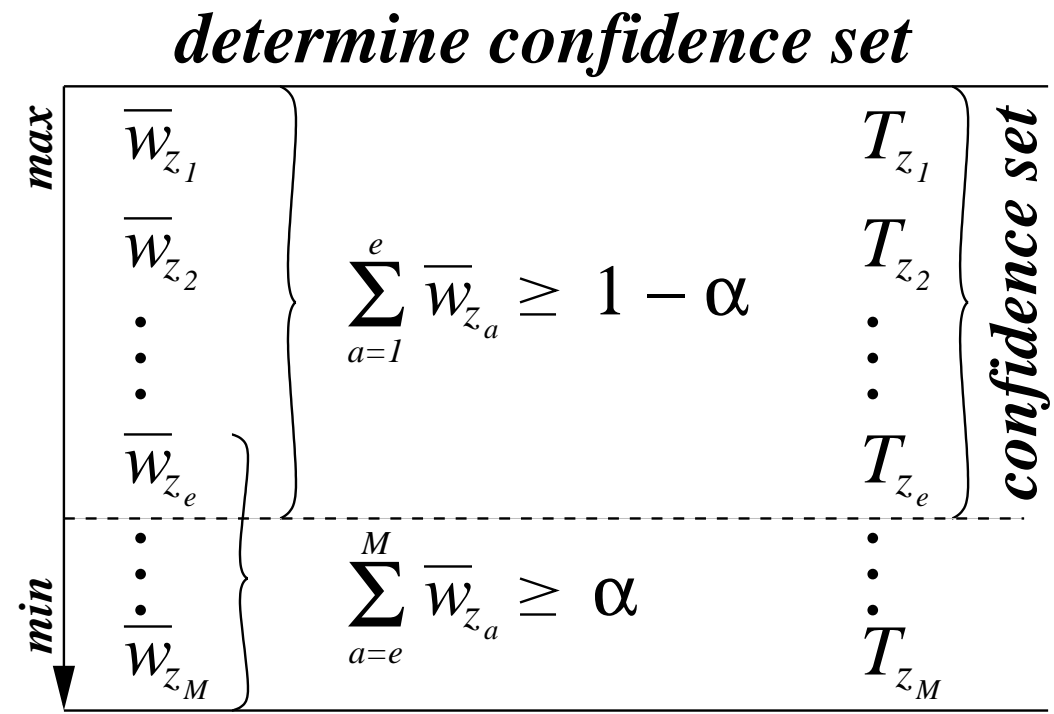 determine confidence set
max
w̅_{z_1}
T_{z_1}
w̅_{z_2}
T_{z_2}
∑_{a=1}^{e} w̅_{z_a} ≥ 1 − α
w̅_{z_e}
T_{z_e}
confidence set
min
∑_{a=e}^{M} w̅_{z_a} ≥ α
w̅_{z_M}
T_{z_M}